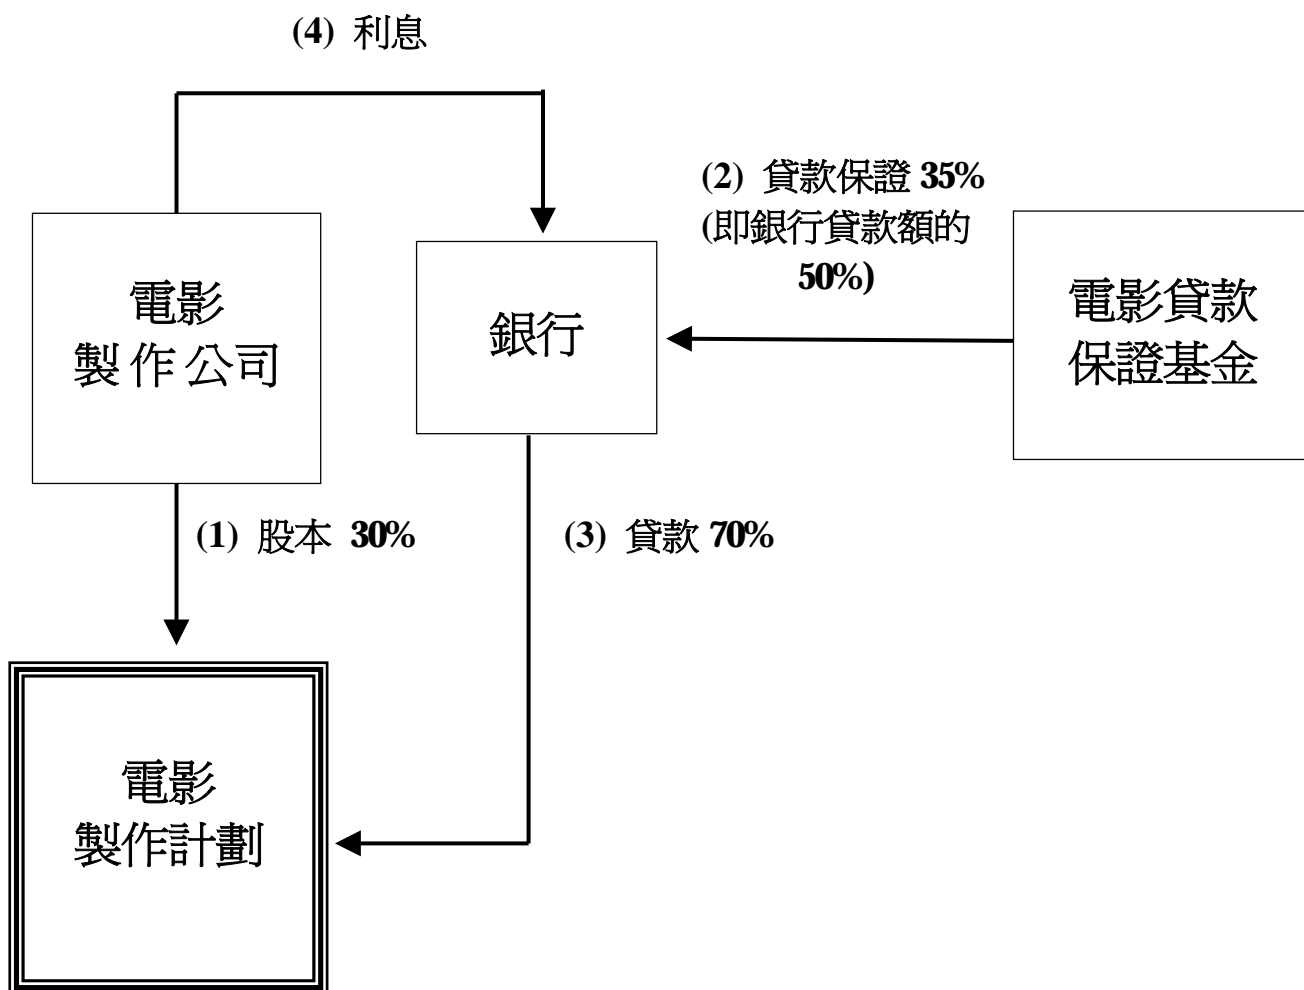 (4) 利息
(2) 貸款保證 35%
(即銀行貸款額的
50%)
電影
製作公司
銀行
電影貸款
保證基金
(1) 股本 30%
(3) 貸款 70%
電影
製作計劃